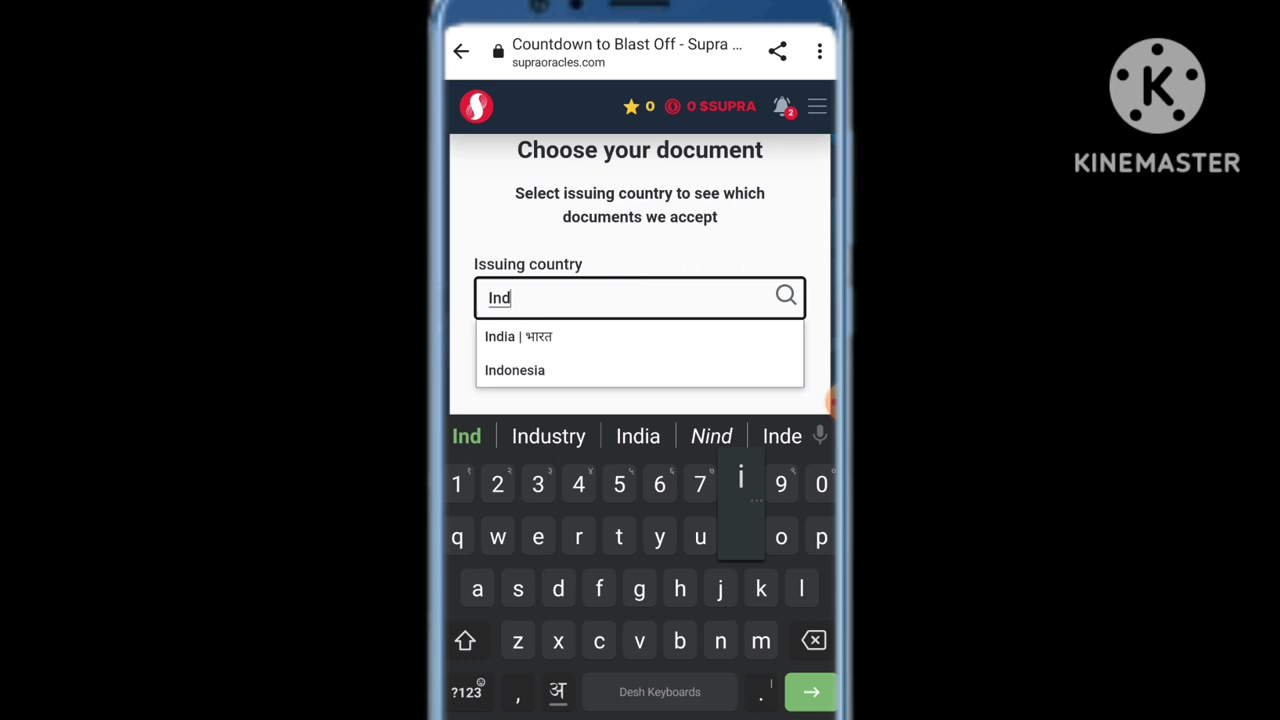 Countdown to Blast Off - Supra ...
supraoracles.com
0 0 $SUPRA 2
Choose your document
Select issuing country to see which
documents we accept
Issuing country
Ind
India | भारत
Indonesia
Ind Industry India Nind Inde
1 2 3 4 5 6 7 i 9 0
q w e r t y u o p
a s d f g h j k l
z x c v b n m
?123 , अ Desh Keyboards .
K
KINEMASTER